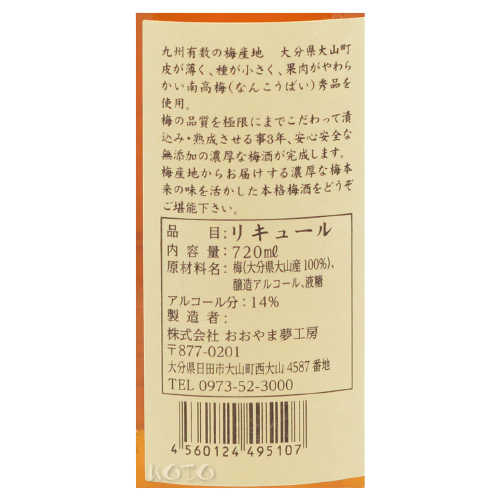 九州有数の梅産地　大分県大山町
皮が薄く、種が小さく、果肉がやわら
かい南高梅(なんこうばい)秀品を
使用。
梅の品質を極限にまでこだわって漬
込み・熟成させる事3年、安心安全な
無添加の濃厚な梅酒が完成します。
梅産地からお届けする濃厚な梅本
来の味を活かした本格梅酒をどうぞ
ご堪能下さい。
品　　目:リキュール
内 容 量:720mℓ
原材料名:梅(大分県大山産100%)、
醸造アルコール、液糖
アルコール分:14%
製 造 者:
株式会社 おおやま夢工房
〒877-0201
大分県日田市大山町西大山 4587 番地
TEL 0973-52-3000
4 560124 495107
KOTO